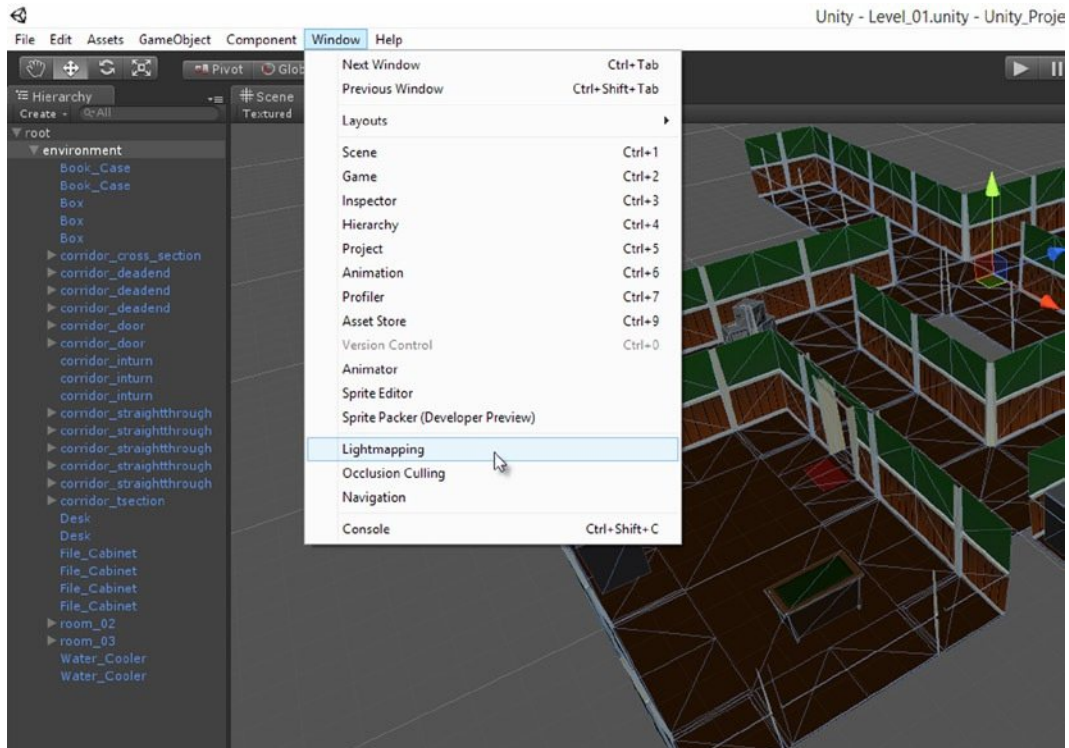 Unity - Level_01.unity - Unity_Proje
File Edit Assets GameObject Component Window Help
Pivot Glob
Hierarchy
Create All
# Scene
Textured
root
environment
Book_Case
Book_Case
Box
Box
Box
corridor_cross_section
corridor_deadend
corridor_deadend
corridor_deadend
corridor_door
corridor_door
corridor_inturn
corridor_inturn
corridor_inturn
corridor_straightthrough
corridor_straightthrough
corridor_straightthrough
corridor_straightthrough
corridor_straightthrough
corridor_tsection
Desk
Desk
File_Cabinet
File_Cabinet
File_Cabinet
File_Cabinet
room_02
room_03
Water_Cooler
Water_Cooler
Next Window Ctrl+Tab
Previous Window Ctrl+Shift+Tab
Layouts
Scene Ctrl+1
Game Ctrl+2
Inspector Ctrl+3
Hierarchy Ctrl+4
Project Ctrl+5
Animation Ctrl+6
Profiler Ctrl+7
Asset Store Ctrl+9
Version Control Ctrl+0
Animator
Sprite Editor
Sprite Packer (Developer Preview)
Lightmapping
Occlusion Culling
Navigation
Console Ctrl+Shift+C